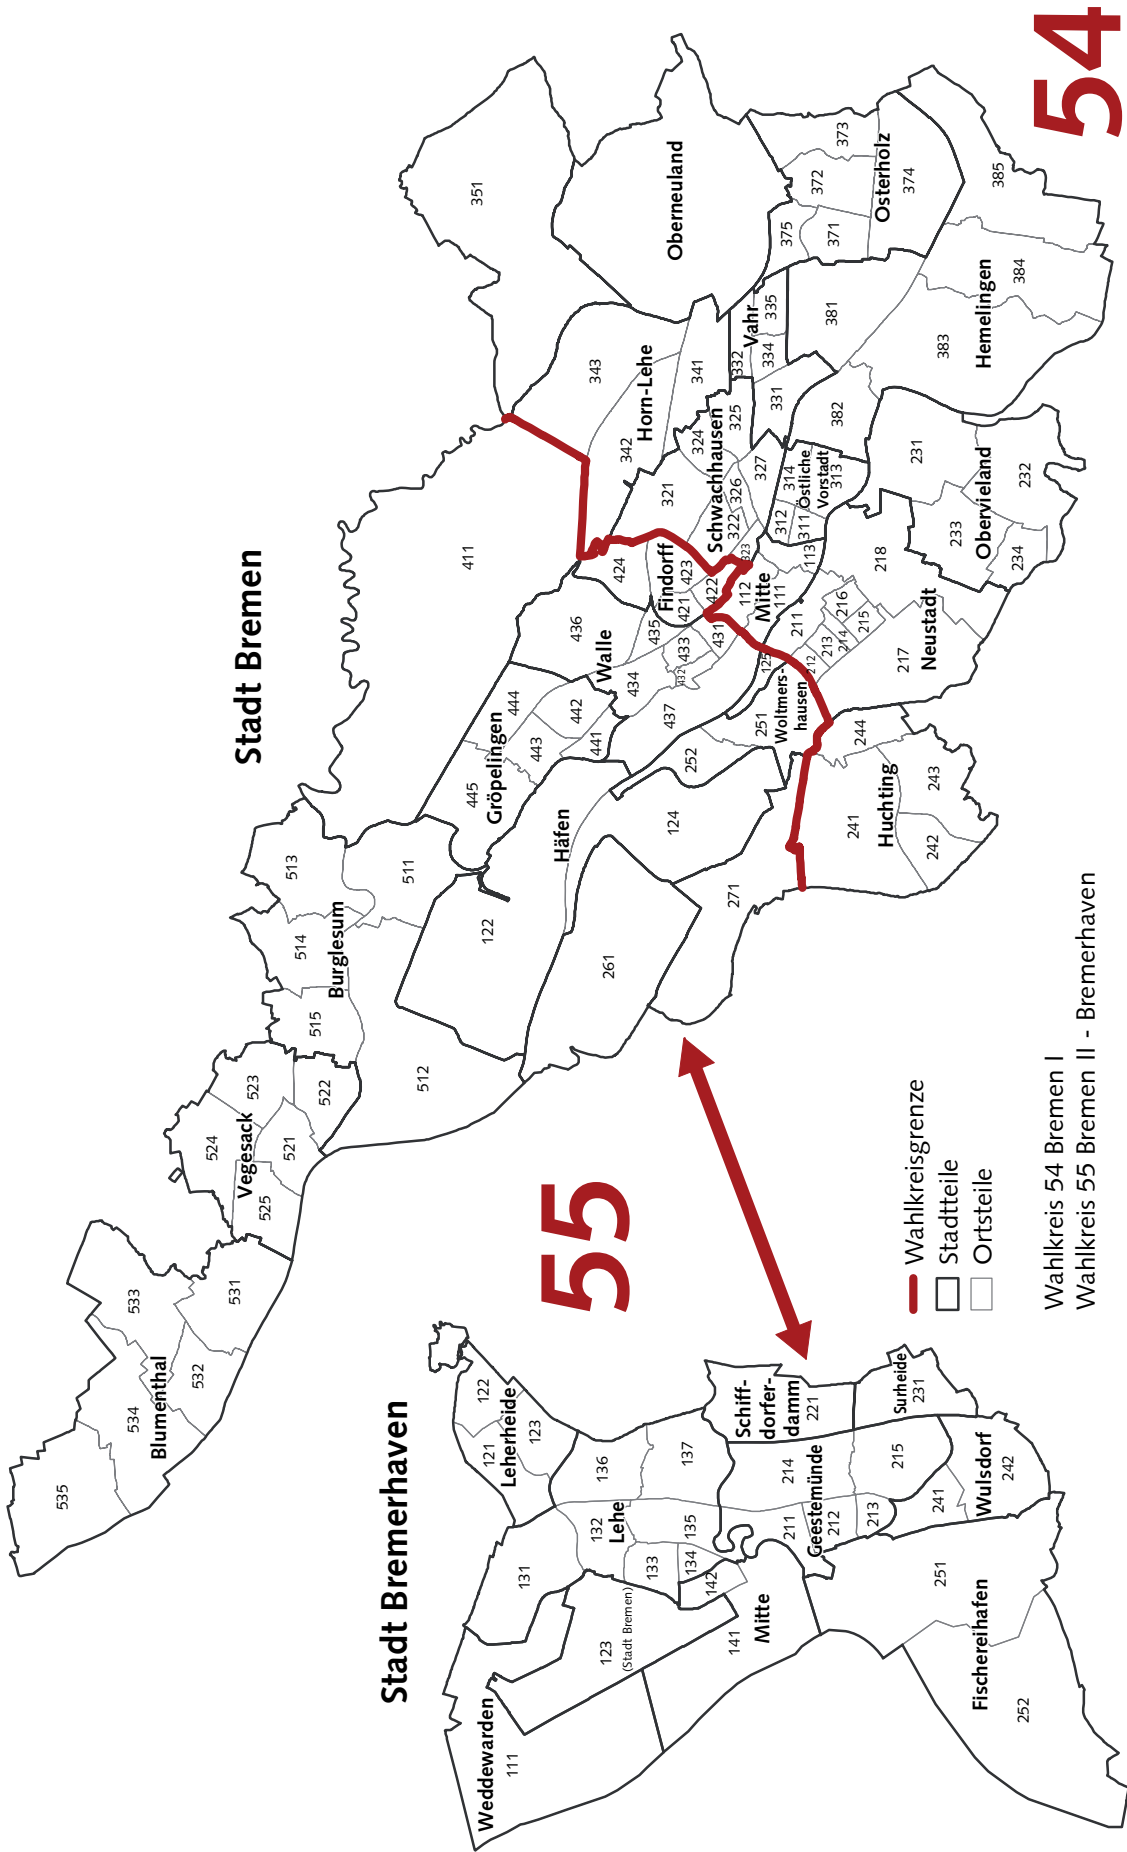 Stadt Bremerhaven
Weddewarden
111
131
Leherheide
121
122
123
Lehe
132
133
134
135
136
137
123
(Stadt Bremen)
Mitte
141
142
Geestemünde
211
212
213
214
215
Schiff-
dorfer-
damm
221
Surheide
231
Wulsdorf
241
242
Fischereihafen
251
252
55
Stadt Bremen
Blumenthal
531
532
533
534
535
Vegesack
521
522
523
524
525
Burglesum
511
512
513
514
515
Häfen
122
124
125
261
271
Gröpelingen
441
442
443
444
445
Walle
431
432
433
434
435
436
437
Findorff
421
422
423
424
411
Woltmers-
hausen
251
252
Huchting
241
242
243
244
Neustadt
211
212
213
214
215
216
217
218
Obervieland
231
232
233
234
Mitte
111
112
113
Östliche
Vorstadt
311
312
313
314
Schwachhausen
321
322
323
324
325
326
327
Vahr
331
332
334
335
Horn-Lehe
341
342
343
351
Oberneuland
Osterholz
371
372
373
374
375
Hemelingen
381
382
383
384
385
54
Wahlkreisgrenze
Stadtteile
Ortsteile
Wahlkreis 54 Bremen I
Wahlkreis 55 Bremen II - Bremerhaven